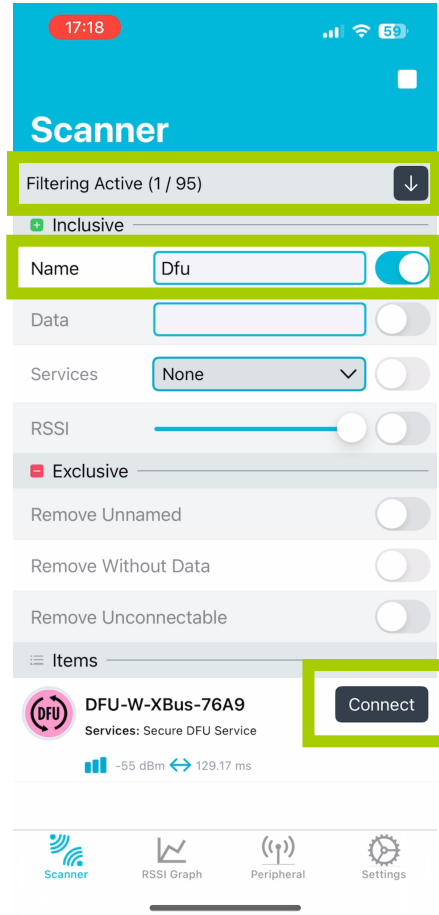 17:18
59
Scanner
Filtering Active (1 / 95)
Inclusive
Name
Dfu
Data
Services
None
RSSI
Exclusive
Remove Unnamed
Remove Without Data
Remove Unconnectable
Items
DFU
DFU-W-XBus-76A9
Connect
Services: Secure DFU Service
-55 dBm
129.17 ms
Scanner
RSSI Graph
Peripheral
Settings